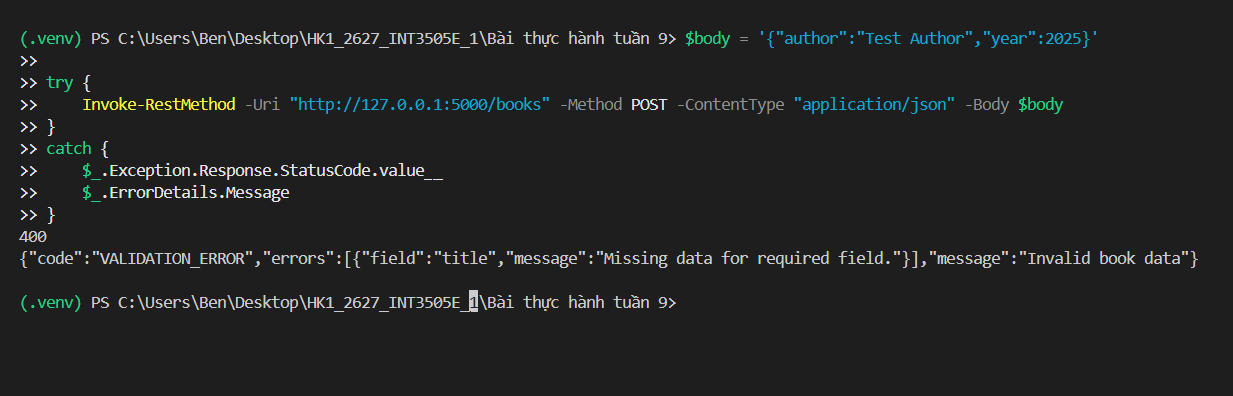 (.venv) PS C:\Users\Ben\Desktop\HK1_2627_INT3505E_1\Bài thực hành tuần 9> $body = '{"author":"Test Author","year":2025}'
>>
>> try {
>>     Invoke-RestMethod -Uri "http://127.0.0.1:5000/books" -Method POST -ContentType "application/json" -Body $body
>> }
>> catch {
>>     $_.Exception.Response.StatusCode.value__
>>     $_.ErrorDetails.Message
>> }
400
{"code":"VALIDATION_ERROR","errors":[{"field":"title","message":"Missing data for required field."}],"message":"Invalid book data"}
(.venv) PS C:\Users\Ben\Desktop\HK1_2627_INT3505E_1\Bài thực hành tuần 9>